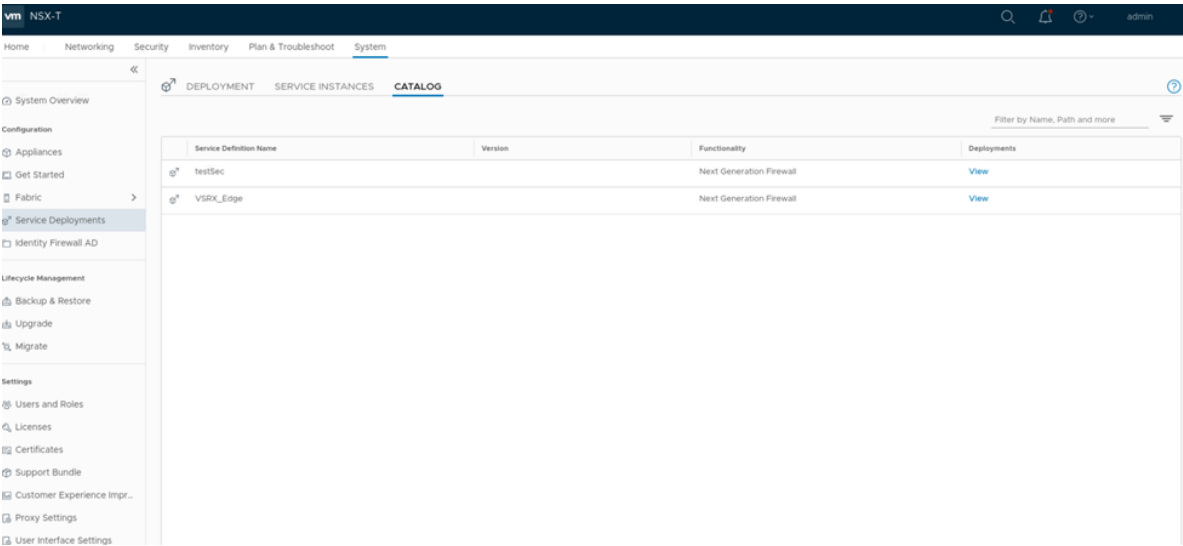 vm NSX-T
admin
Home Networking Security Inventory Plan & Troubleshoot System
System Overview
Configuration
Appliances
Get Started
Fabric
Service Deployments
Identity Firewall AD
Lifecycle Management
Backup & Restore
Upgrade
Migrate
Settings
Users and Roles
Licenses
Certificates
Support Bundle
Customer Experience Impr...
Proxy Settings
User Interface Settings
DEPLOYMENT SERVICE INSTANCES CATALOG
Filter by Name, Path and more
Service Definition Name Version Functionality Deployments
testSec Next Generation Firewall View
VSRX_Edge Next Generation Firewall View